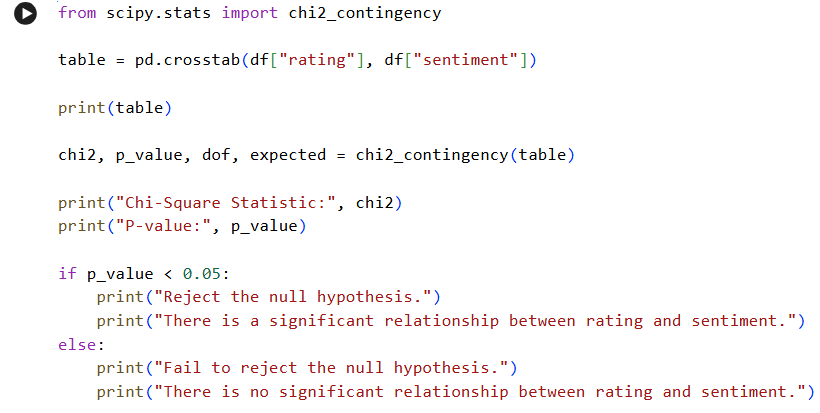 from scipy.stats import chi2_contingency
table = pd.crosstab(df["rating"], df["sentiment"])
print(table)
chi2, p_value, dof, expected = chi2_contingency(table)
print("Chi-Square Statistic:", chi2)
print("P-value:", p_value)
if p_value < 0.05:
    print("Reject the null hypothesis.")
    print("There is a significant relationship between rating and sentiment.")
else:
    print("Fail to reject the null hypothesis.")
    print("There is no significant relationship between rating and sentiment.")